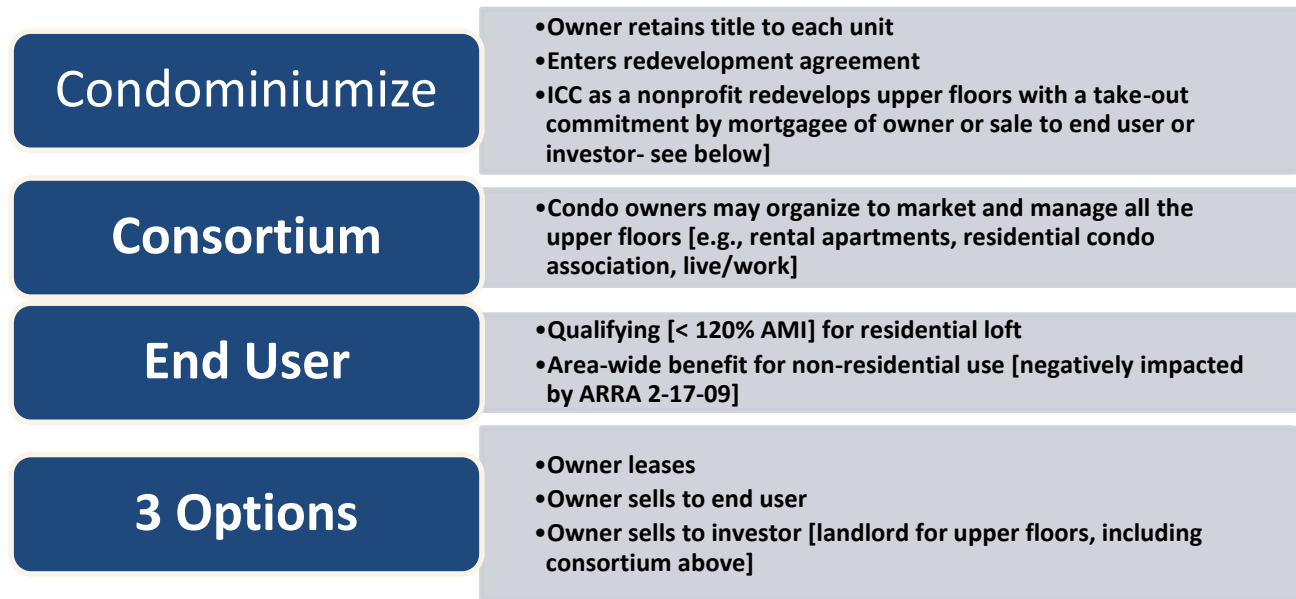 Condominiumize
•Owner retains title to each unit
•Enters redevelopment agreement
•ICC as a nonprofit redevelops upper floors with a take-out
commitment by mortgagee of owner or sale to end user or
investor- see below]
Consortium
•Condo owners may organize to market and manage all the
upper floors [e.g., rental apartments, residential condo
association, live/work]
End User
•Qualifying [< 120% AMI] for residential loft
•Area-wide benefit for non-residential use [negatively impacted
by ARRA 2-17-09]
3 Options
•Owner leases
•Owner sells to end user
•Owner sells to investor [landlord for upper floors, including
consortium above]